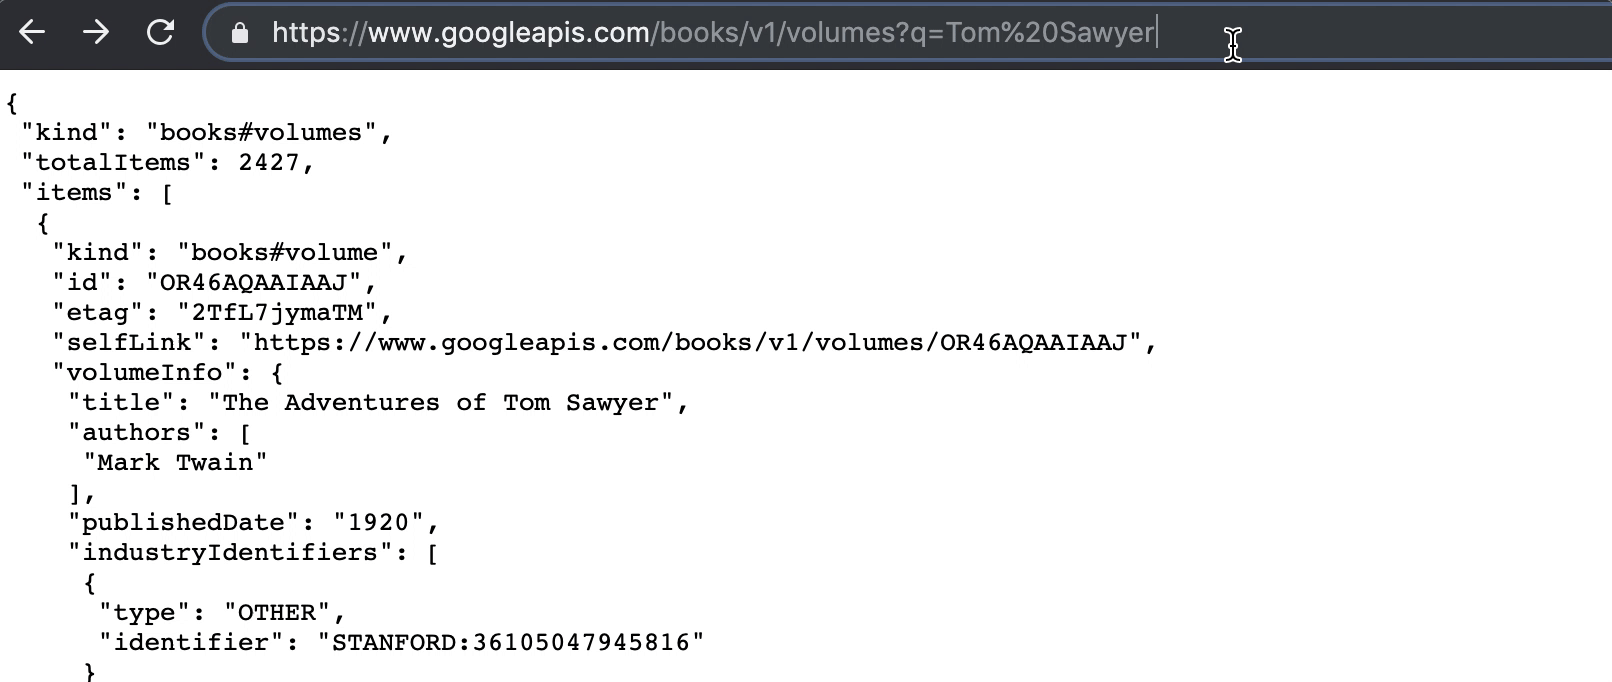 https://www.googleapis.com/books/v1/volumes?q=Tom%20Sawyer
{
"kind": "books#volumes",
"totalItems": 2427,
"items": [
{
"kind": "books#volume",
"id": "OR46AQAAIAAJ",
"etag": "2TfL7jymaTM",
"selfLink": "https://www.googleapis.com/books/v1/volumes/OR46AQAAIAAJ",
"volumeInfo": {
"title": "The Adventures of Tom Sawyer",
"authors": [
"Mark Twain"
],
"publishedDate": "1920",
"industryIdentifiers": [
{
"type": "OTHER",
"identifier": "STANFORD:36105047945816"
}